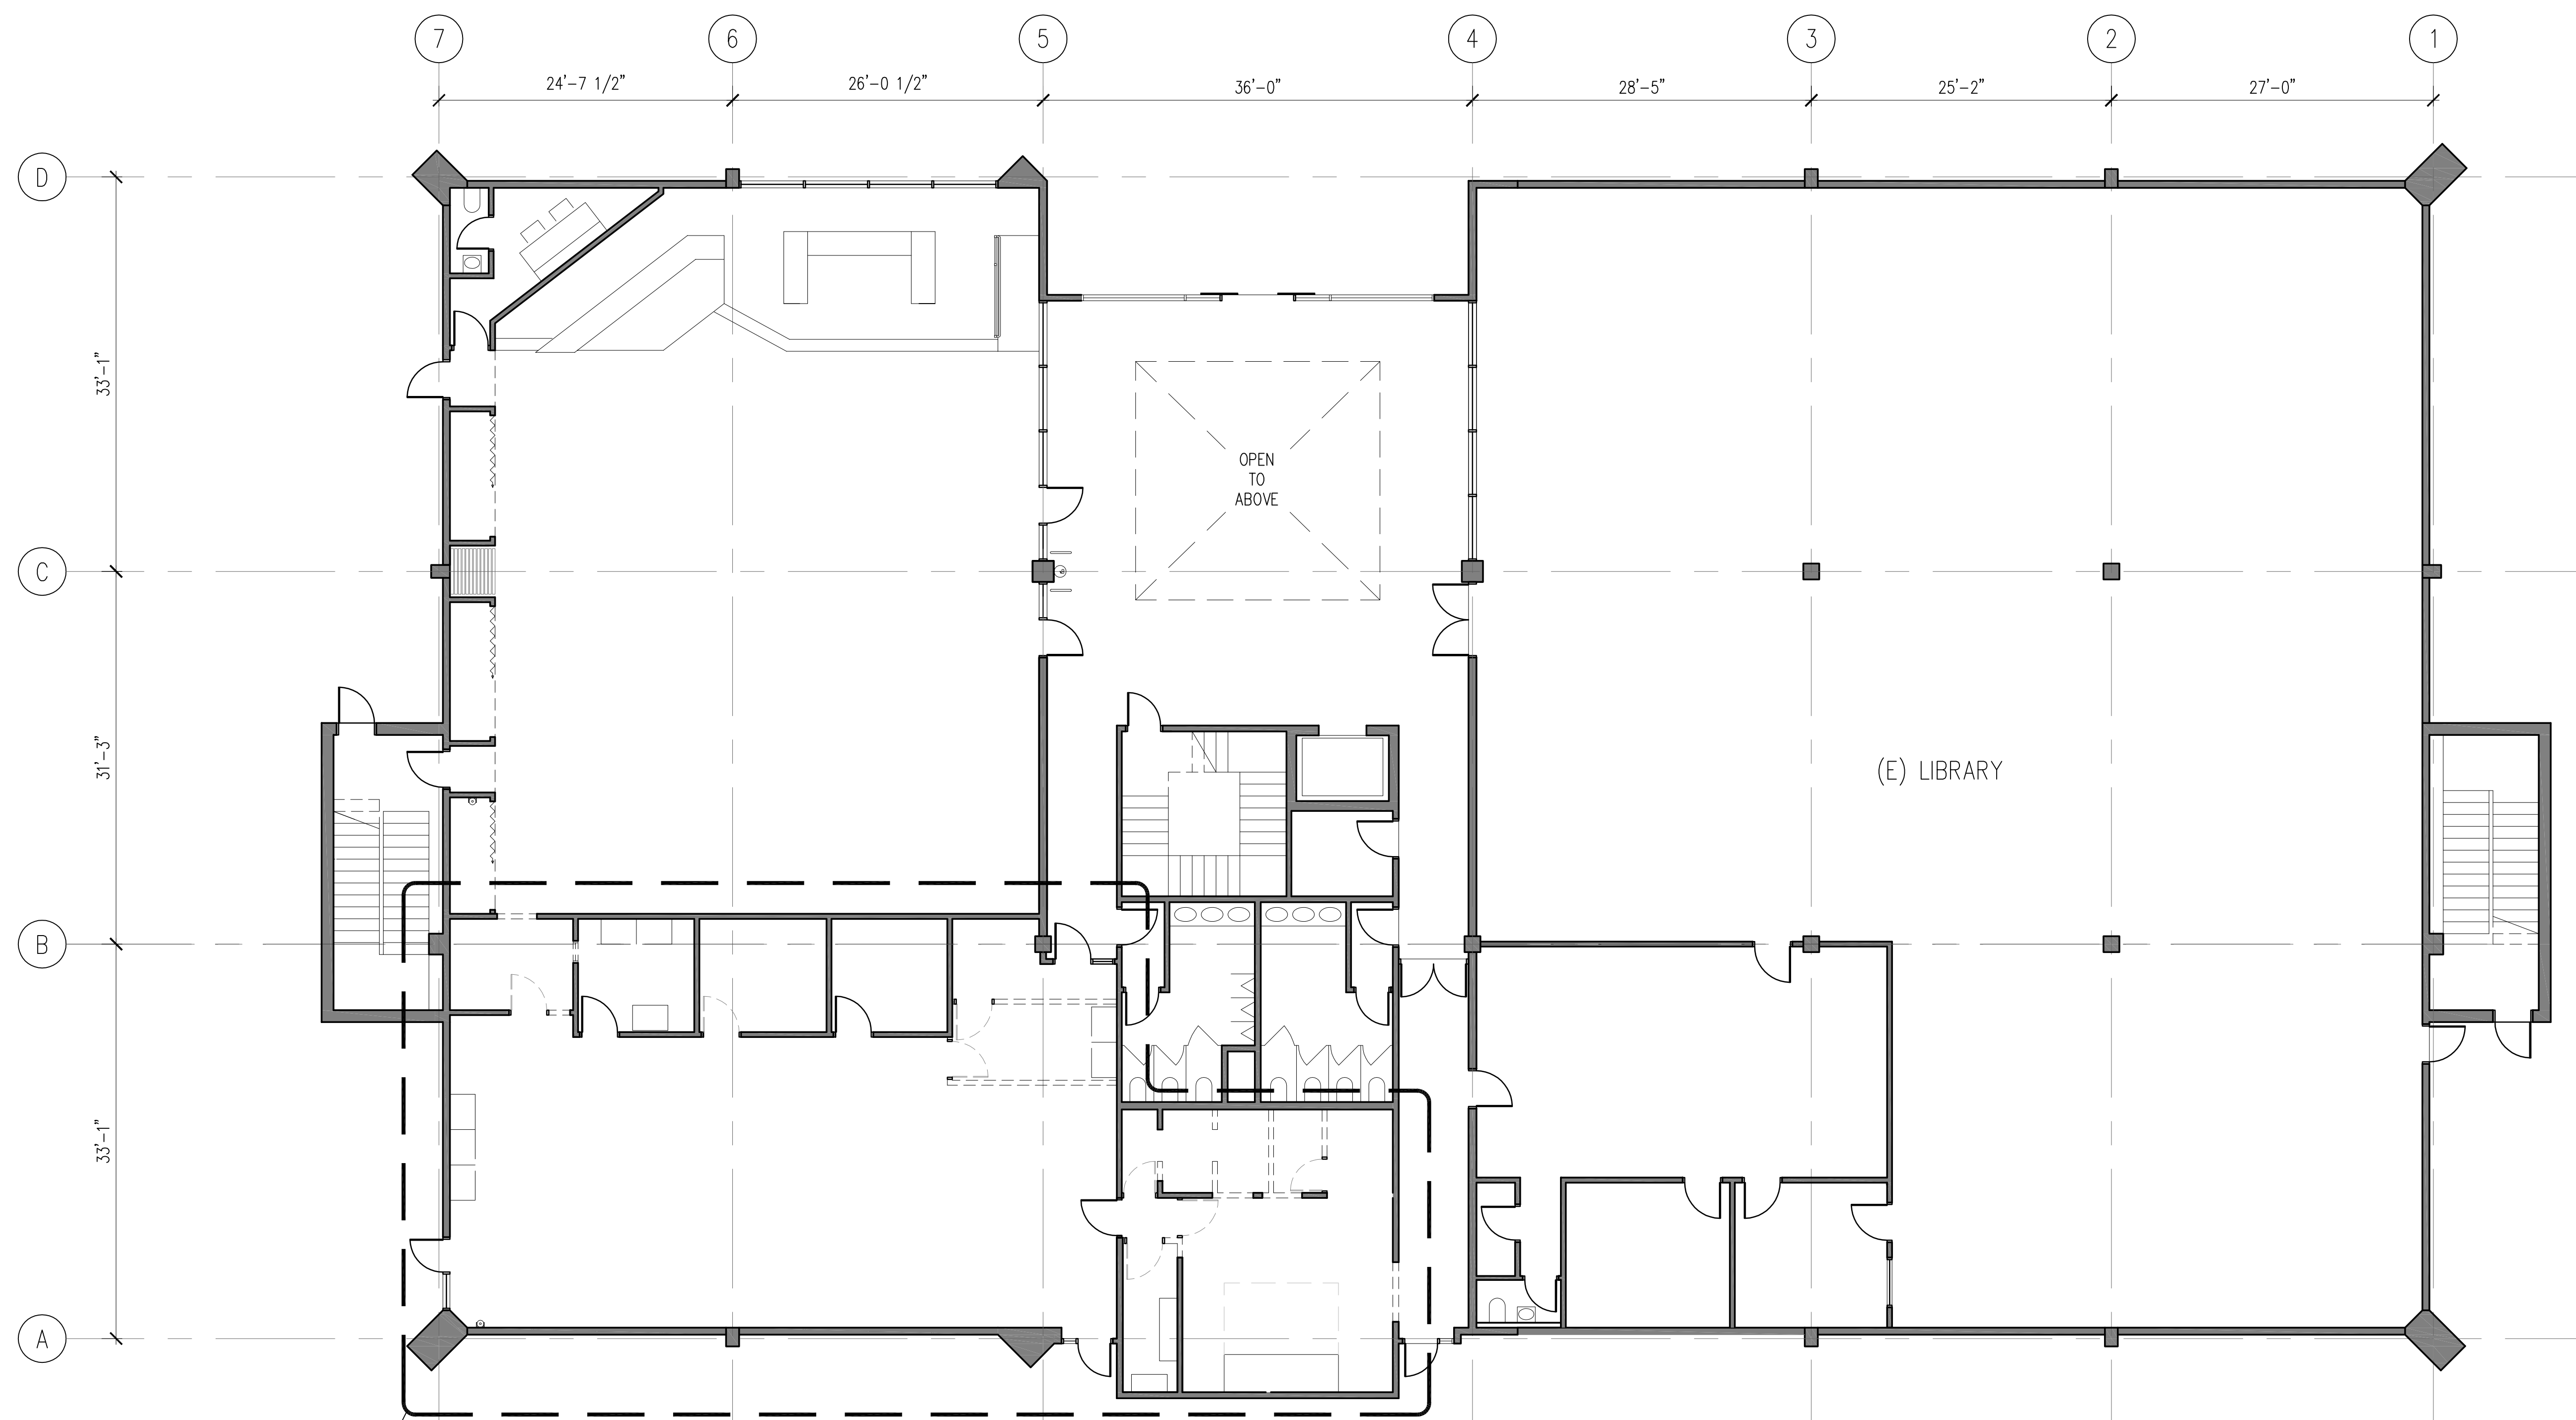 7 6 5 4 3 2 1
24'-7 1/2" 26'-0 1/2" 36'-0" 28'-5" 25'-2" 27'-0"
D
33'-1"
OPEN
TO
ABOVE
C
31'-3"
(E) LIBRARY
B
33'-1"
A